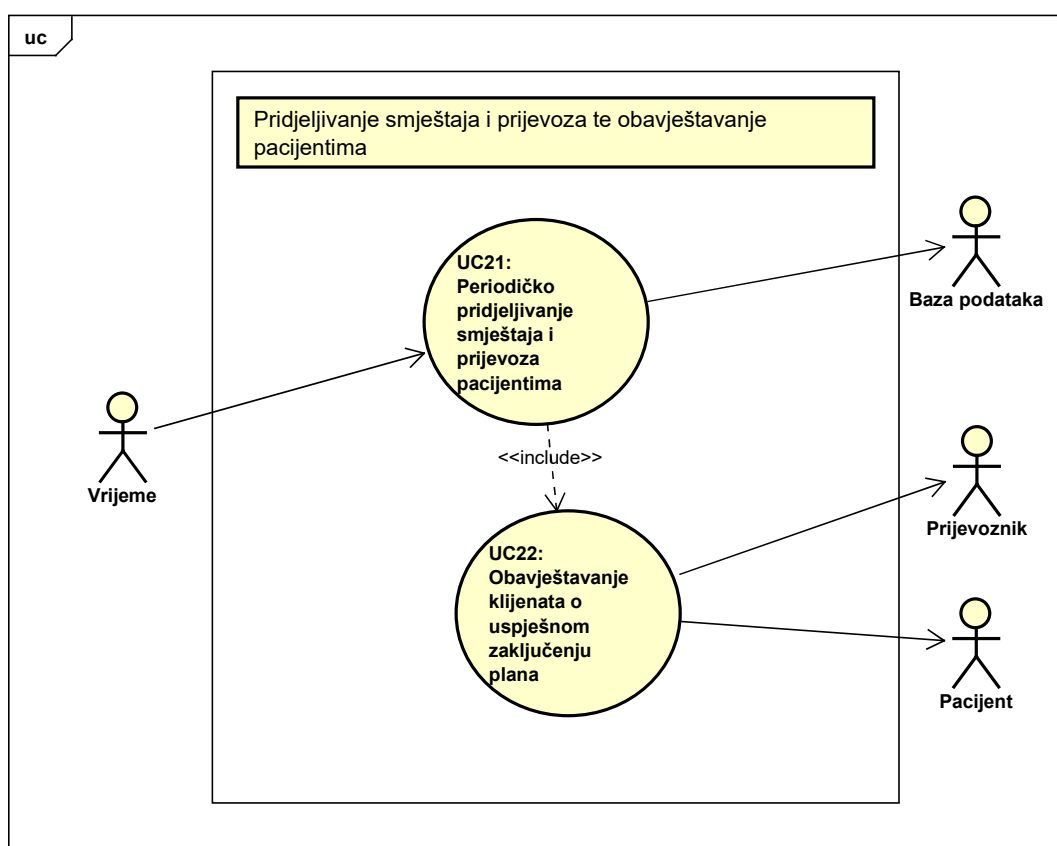 uc
Pridjeljivanje smještaja i prijevoza te obavještavanje
pacijentima
UC21:
Periodičko
pridjeljivanje
smještaja i
prijevoza
pacijentima
Baza podataka
Vrijeme
<<include>>
UC22:
Obavještavanje
klijenata o
uspješnom
zaključenju
plana
Prijevoznik
Pacijent